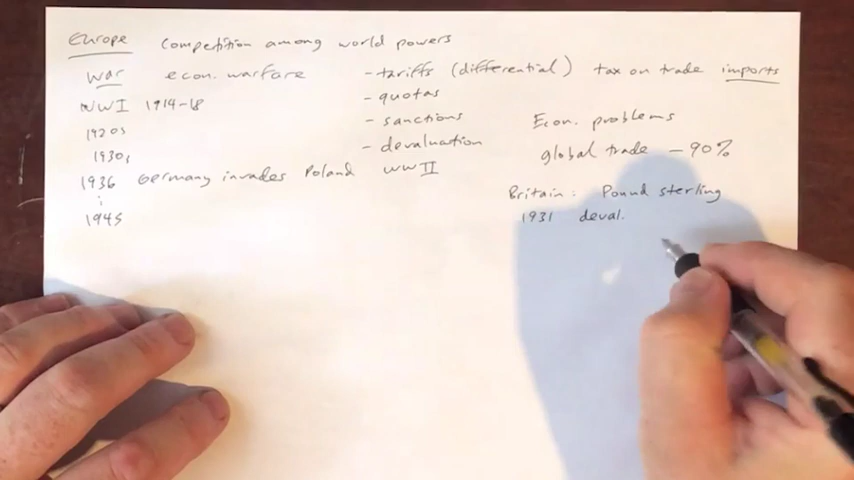 Europe Competition among world powers
war econ. warfare - tariffs (differential) tax on trade imports
WWI 1914-18 - quotas
1920s - sanctions Econ. problems
1930s - devaluation global trade -90%
1936 Germany invades Poland WWII
Britain: Pound sterling
1945 1931 deval.